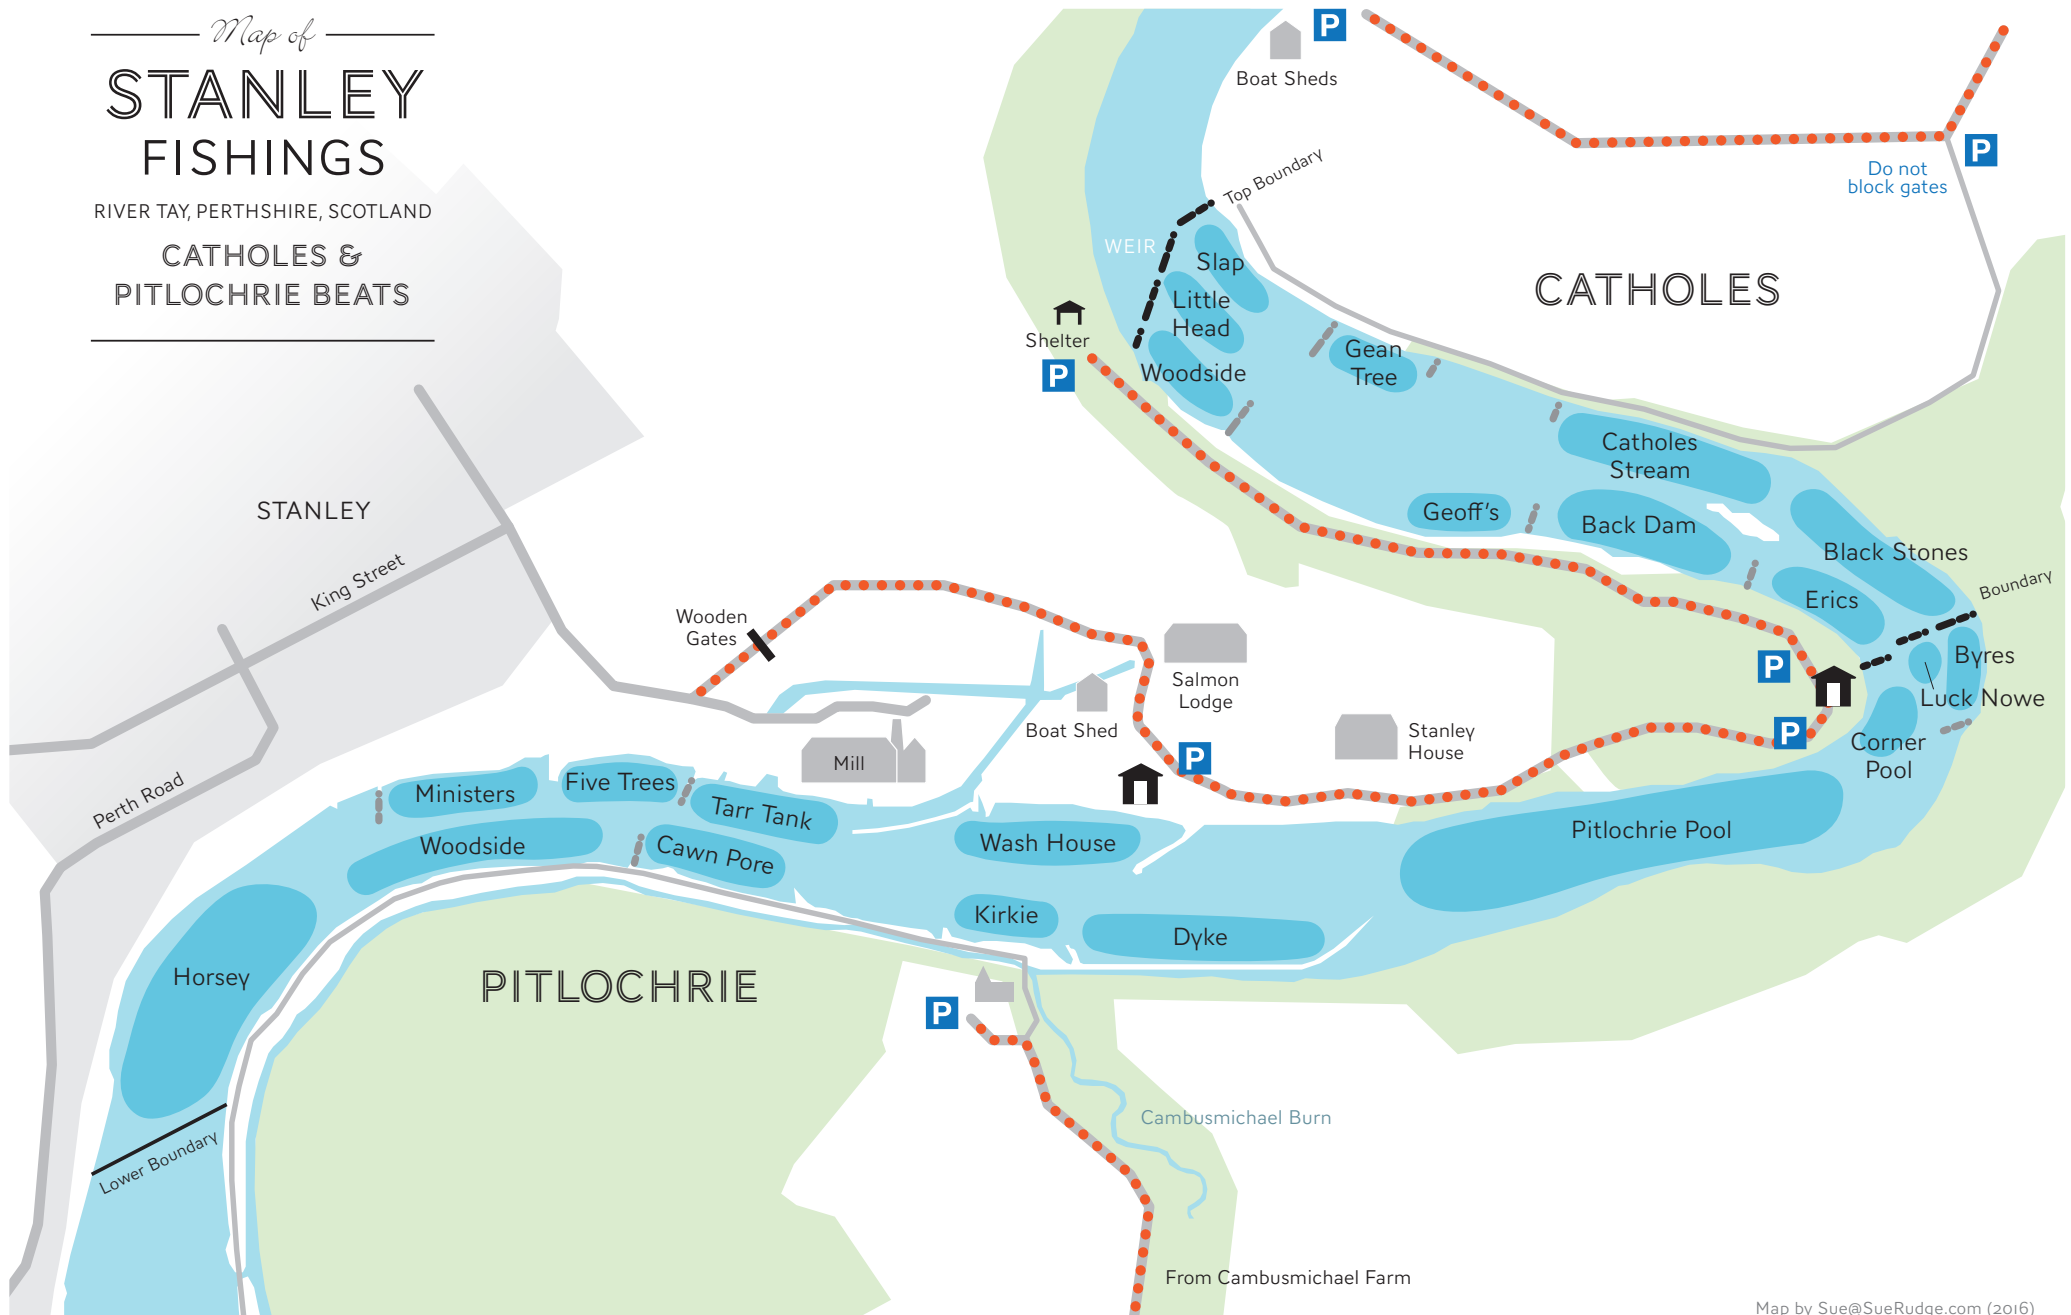 Map of
STANLEY
FISHINGS
RIVER TAY, PERTHSHIRE, SCOTLAND
CATHOLES &
PITLOCHRIE BEATS
P
Boat Sheds
P
Do not
block gates
Top Boundary
WEIR
Slap
Little
Head
Woodside
Shelter
P
Gean
Tree
CATHOLES
Catholes
Stream
Geoff's
Back Dam
Black Stones
Erics
Boundary
Byres
Luck Nowe
Corner
Pool
P
P
STANLEY
King Street
Perth Road
Wooden
Gates
Salmon
Lodge
Boat Shed
Stanley
House
P
Mill
Ministers
Five Trees
Tarr Tank
Woodside
Cawn Pore
Wash House
Pitlochrie Pool
Kirkie
Dyke
Horsey
PITLOCHRIE
P
Lower Boundary
Cambusmichael Burn
From Cambusmichael Farm
Map by Sue@SueRudge.com (2016)